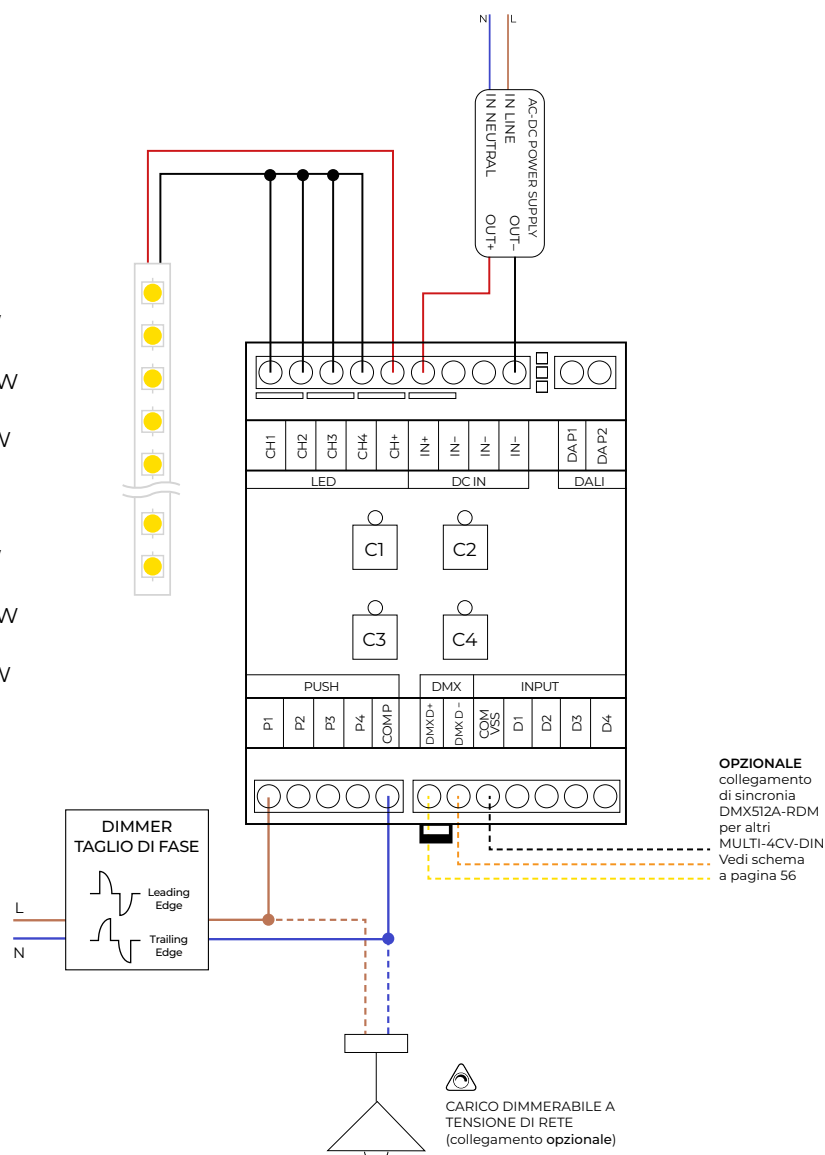 N L
AC-DC POWER SUPPLY
IN LINE
IN NEUTRAL
OUT+
OUT-
W
W
W
W
CH1 CH2 CH3 CH4 CH+ IN+ IN- IN- IN- DA P1 DA P2
LED DC IN DALI
C1 C2
C3 C4
PUSH DMX INPUT
P1 P2 P3 P4 COM P DMX D+ DMX D- COM VSS D1 D2 D3 D4
OPZIONALE
collegamento
di sincronia
DMX512A-RDM
per altri
MULTI-4CV-DIN
Vedi schema
a pagina 56
DIMMER
TAGLIO DI FASE
Leading
Edge
Trailing
Edge
L
N
CARICO DIMMERABILE A
TENSIONE DI RETE
(collegamento opzionale)